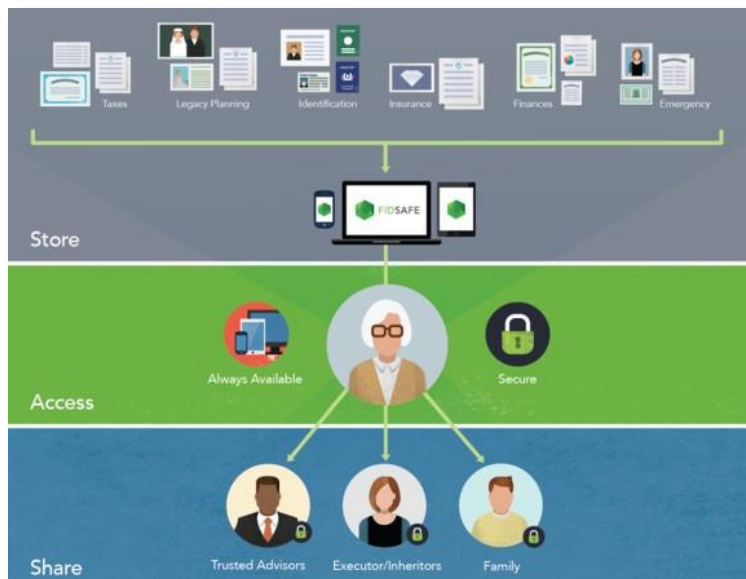 Taxes
Legacy Planning
Identification
Insurance
Finances
Emergency
FIDSAFE
Store
Always Available
Secure
Access
Trusted Advisors
Executor/Inheritors
Family
Share